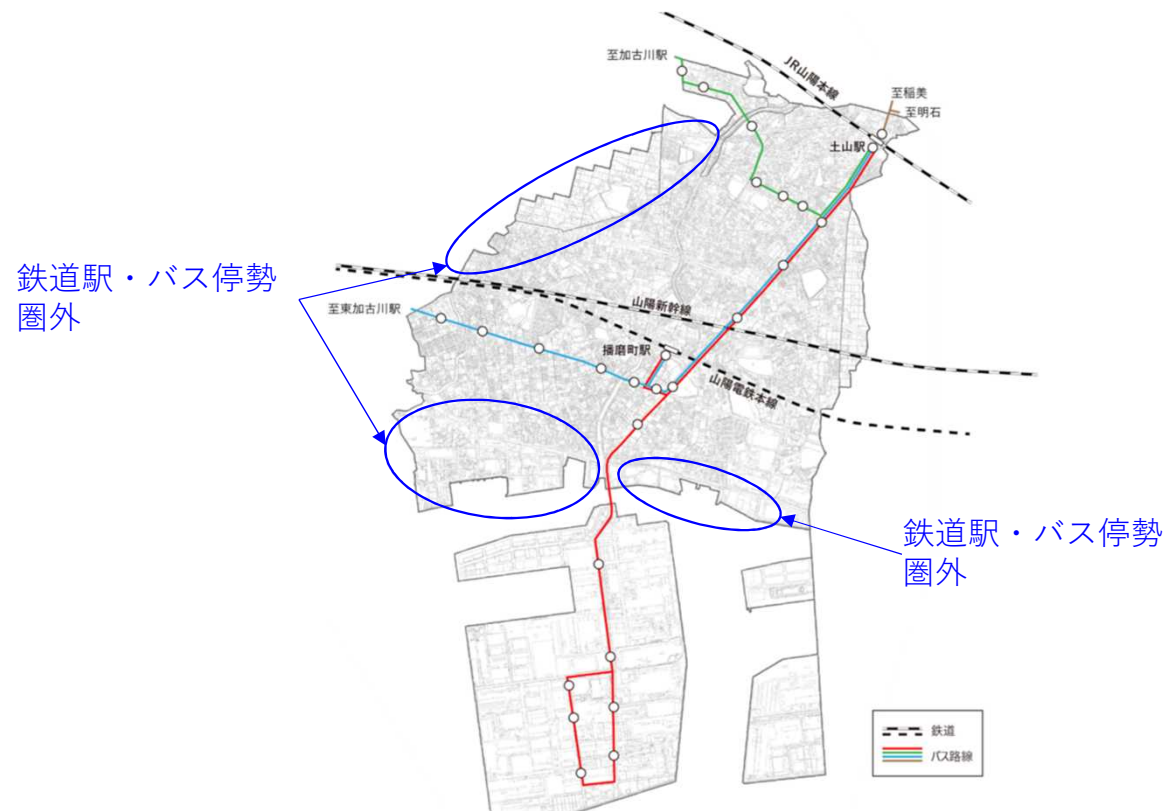 至加古川駅
JR山陽本線
至稲美
至明石
土山駅
鉄道駅・バス停勢
圏外
至東加古川駅
山陽新幹線
播磨町駅
山陽電鉄本線
鉄道駅・バス停勢
圏外
鉄道
バス路線